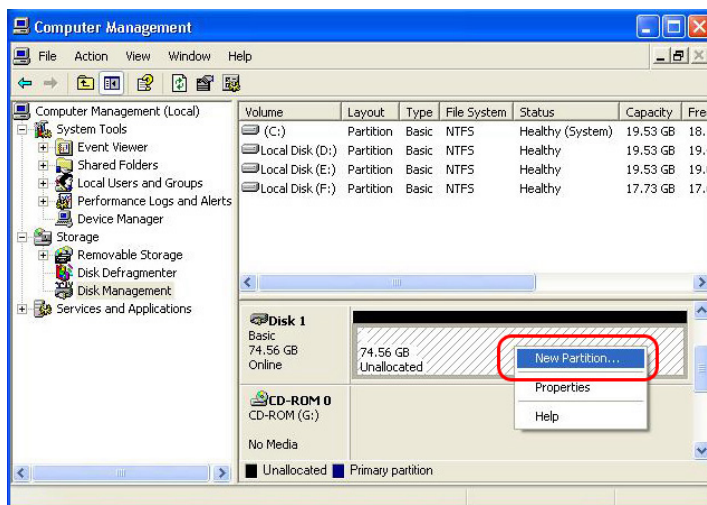 Computer Management
File Action View Window Help
Computer Management (Local)
System Tools
Event Viewer
Shared Folders
Local Users and Groups
Performance Logs and Alerts
Device Manager
Storage
Removable Storage
Disk Defragmenter
Disk Management
Services and Applications
Volume Layout Type File System Status Capacity Fre
(C:) Partition Basic NTFS Healthy (System) 19.53 GB 18.
Local Disk (D:) Partition Basic NTFS Healthy 19.53 GB 19.
Local Disk (E:) Partition Basic NTFS Healthy 19.53 GB 19.
Local Disk (F:) Partition Basic NTFS Healthy 17.73 GB 17.
Disk 1
Basic
74.56 GB
Online
74.56 GB
Unallocated
New Partition...
Properties
Help
CD-ROM 0
CD-ROM (G:)
No Media
Unallocated Primary partition